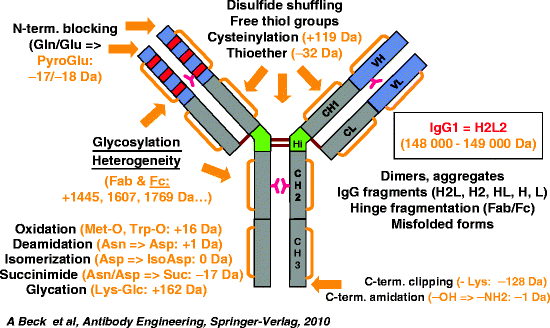 Disulfide shuffling
Free thiol groups
Cysteinylation (+119 Da)
Thioether (–32 Da)
N-term. blocking
(Gln/Glu =>
PyroGlu:
–17/–18 Da)
VH
VL
CH1
CL
Hi
CH2
CH3
IgG1 = H2L2
(148 000 - 149 000 Da)
Glycosylation
Heterogeneity
(Fab & Fc:
+1445, 1607, 1769 Da…)
Dimers, aggregates
IgG fragments (H2L, H2, HL, H, L)
Hinge fragmentation (Fab/Fc)
Misfolded forms
Oxidation (Met-O, Trp-O: +16 Da)
Deamidation (Asn => Asp: +1 Da)
Isomerization (Asp => IsoAsp: 0 Da)
Succinimide (Asn/Asp => Suc: –17 Da)
Glycation (Lys-Glc: +162 Da)
C-term. clipping (- Lys: –128 Da)
C-term. amidation (–OH => –NH2: –1 Da)
A Beck et al, Antibody Engineering, Springer-Verlag, 2010